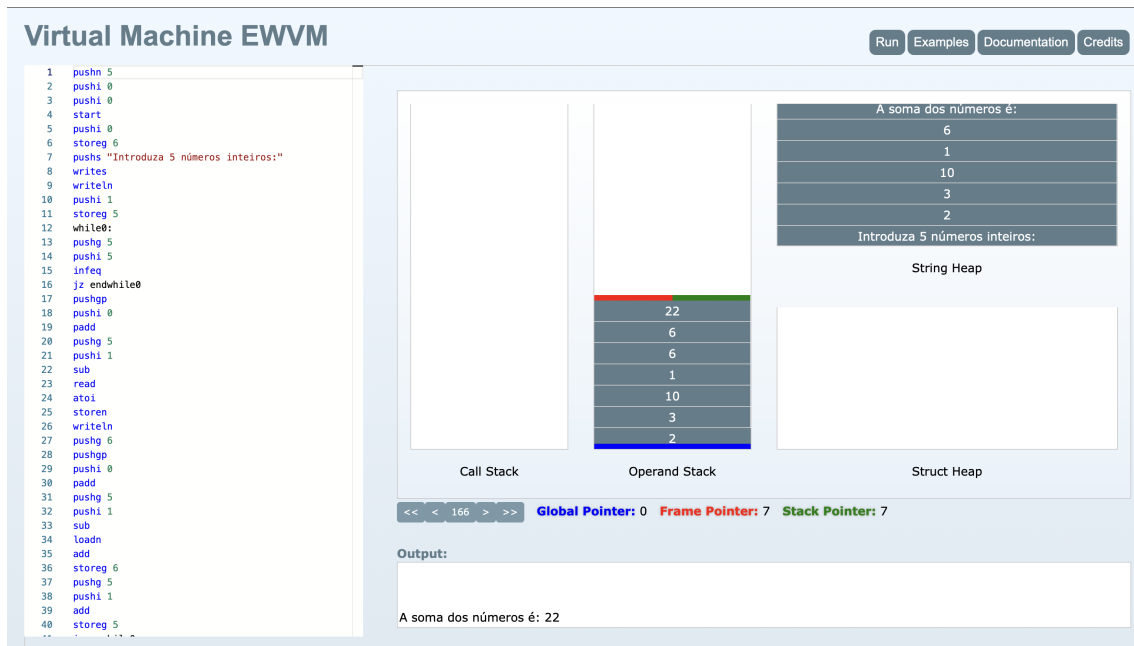 Virtual Machine EWVM
Run Examples Documentation Credits
1 pushn 5
2 pushi 0
3 pushi 0
4 start
5 pushi 0
6 storeg 6
7 pushs "Introduza 5 números inteiros:"
8 writes
9 writeln
10 pushi 1
11 storeg 5
12 while0:
13 pushg 5
14 pushi 5
15 infeq
16 jz endwhile0
17 pushgp
18 pushi 0
19 padd
20 pushg 5
21 pushi 1
22 sub
23 read
24 atoi
25 storen
26 writeln
27 pushg 6
28 pushgp
29 pushi 0
30 padd
31 pushg 5
32 pushi 1
33 sub
34 loadn
35 add
36 storeg 6
37 pushg 5
38 pushi 1
39 add
40 storeg 5
Call Stack
22
6
6
1
10
3
2
Operand Stack
A soma dos números é:
6
1
10
3
2
Introduza 5 números inteiros:
String Heap
Struct Heap
<< < 166 > >> Global Pointer: 0 Frame Pointer: 7 Stack Pointer: 7
Output:
A soma dos números é: 22